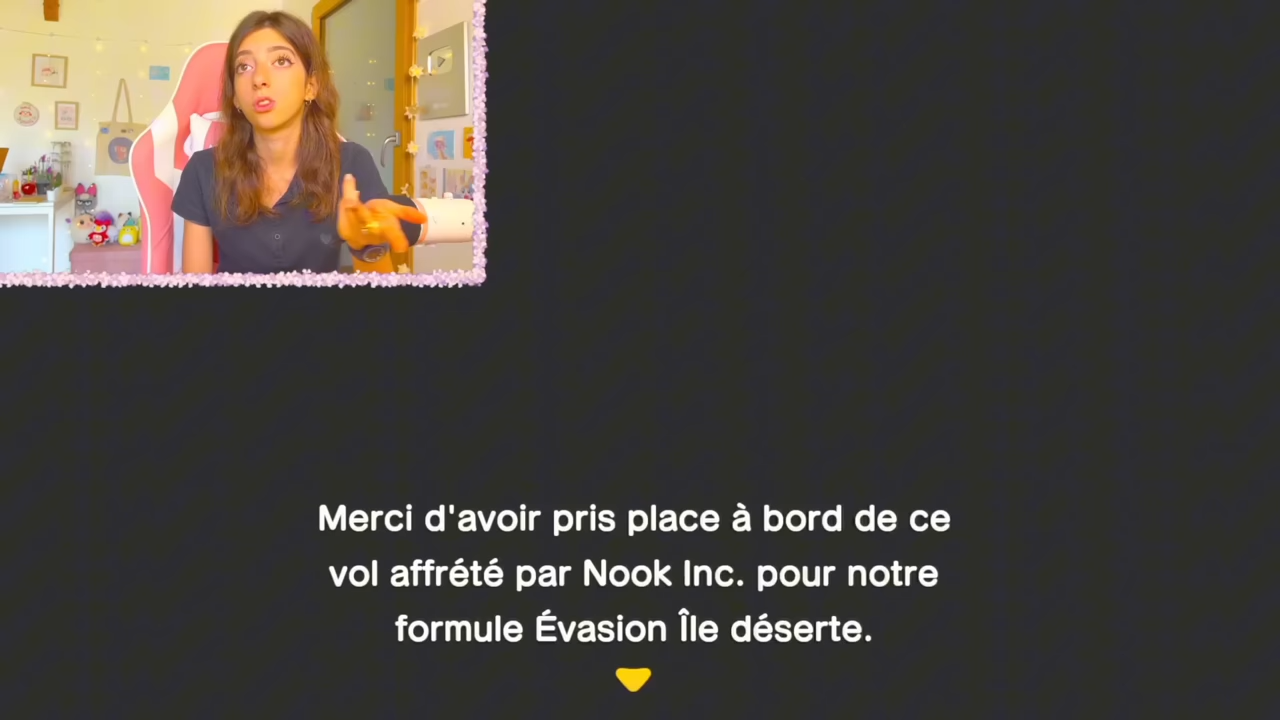 Merci d'avoir pris place à bord de ce
vol affrété par Nook Inc. pour notre
formule Évasion Île déserte.